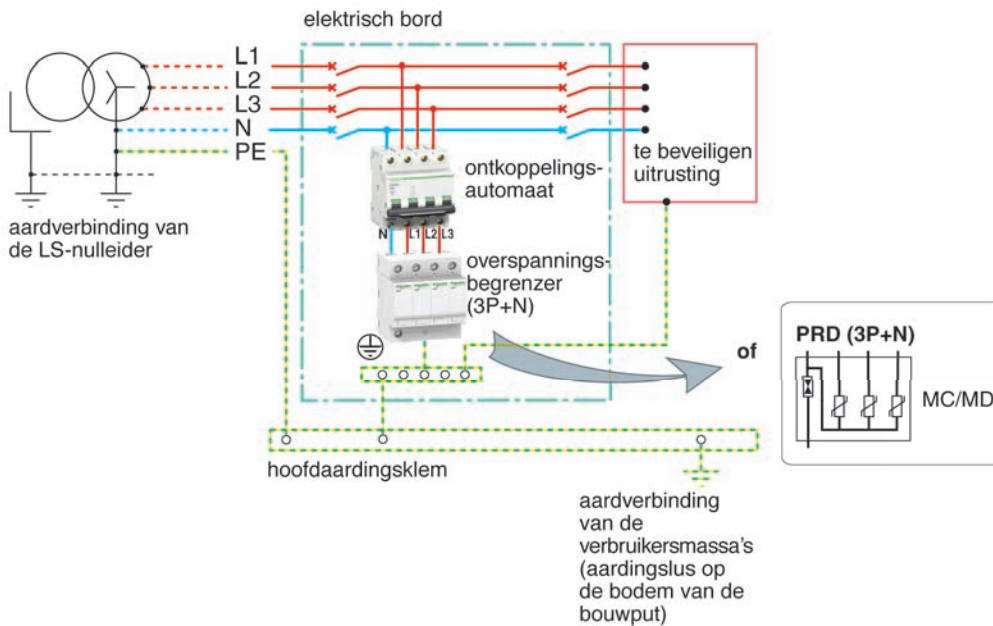 elektrisch bord
L1
L2
L3
N
PE
aardverbinding van
de LS-nulleider
ontkoppelings-
automaat
te beveiligen
uitrusting
N L1 L2 L3
overspannings-
begrenzer
(3P+N)
of
PRD (3P+N)
MC/MD
hoofdaardingsklem
aardverbinding
van de
verbruikersmassa's
(aardingslus op
de bodem van de
bouwput)